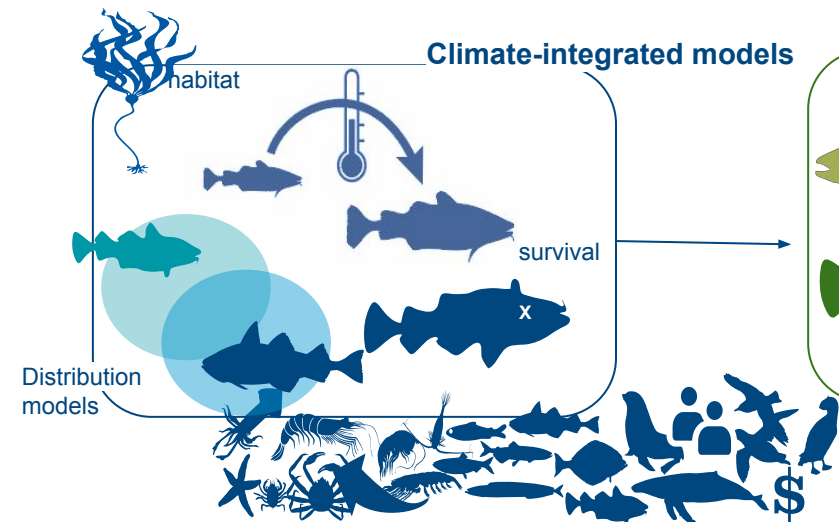 Climate-integrated models
habitat
survival
x
Distribution
models
$